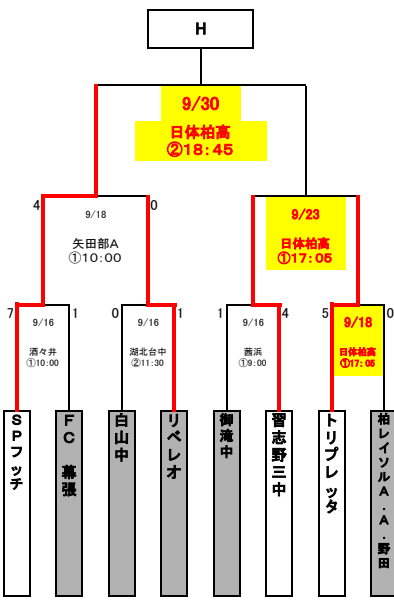 H
9/30
日体柏高
②18:45
4
0
9/18
矢田部A
①10:00
9/23
日体柏高
①17:05
7
1
9/16
酒々井
①10:00
0
1
9/16
湖北台中
②11:30
1
4
9/16
茜浜
①9:00
5
0
9/18
日体柏高
①17:05
SPフッチ
FC 幕張
白山中
リベレオ
御滝中
習志野三中
トリプレッタ
柏レイソルA.A.野田